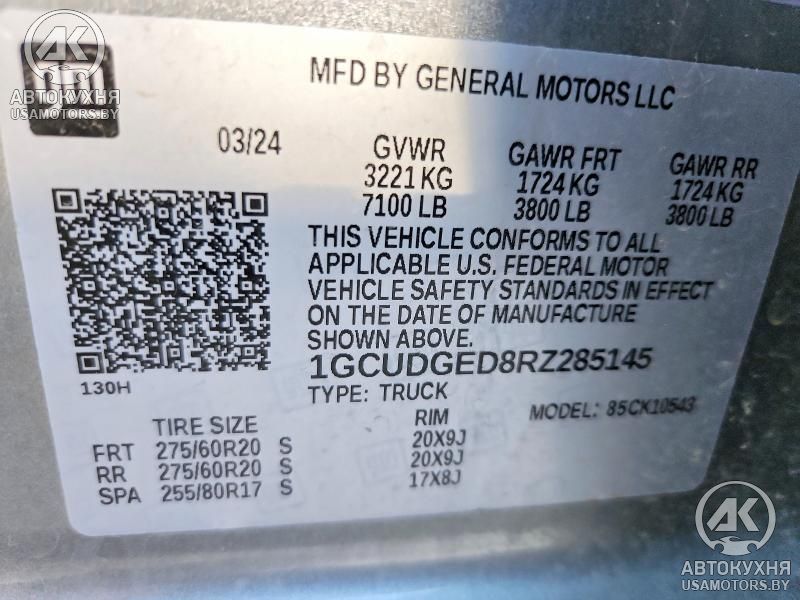 gm
АК
АВТОКУХНЯ
USAMOTORS.BY
MFD BY GENERAL MOTORS LLC
03/24
GVWR GAWR FRT GAWR RR
3221 KG 1724 KG 1724 KG
7100 LB 3800 LB 3800 LB
THIS VEHICLE CONFORMS TO ALL
APPLICABLE U.S. FEDERAL MOTOR
VEHICLE SAFETY STANDARDS IN EFFECT
ON THE DATE OF MANUFACTURE
SHOWN ABOVE.
1GCUDGED8RZ285145
130H
TYPE: TRUCK
MODEL: 85CK10543
TIRE SIZE RIM
FRT 275/60R20 S 20X9J
RR 275/60R20 S 20X9J
SPA 255/80R17 S 17X8J
АК
АВТОКУХНЯ
USAMOTORS.BY